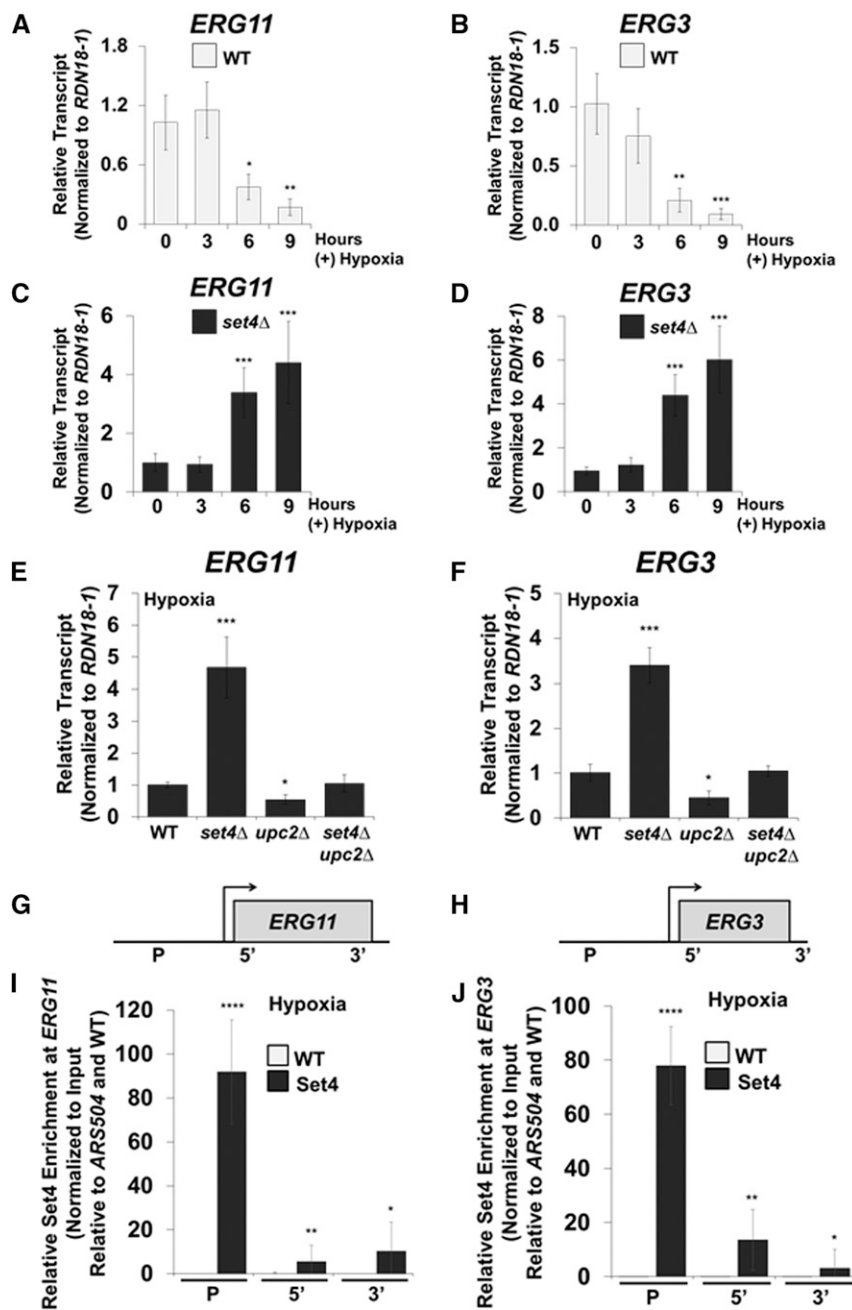 A
ERG11
WT
Relative Transcript
(Normalized to RDN18-1)
1.8
1.2
0.6
0
*
**
0 3 6 9 Hours
(+) Hypoxia
B
ERG3
WT
Relative Transcript
(Normalized to RDN18-1)
1.5
1.0
0.5
0.0
**
***
0 3 6 9 Hours
(+) Hypoxia
C
ERG11
set4Δ
Relative Transcript
(Normalized to RDN18-1)
6
4
2
0
***
***
0 3 6 9 Hours
(+) Hypoxia
D
ERG3
set4Δ
Relative Transcript
(Normalized to RDN18-1)
8
6
4
2
0
***
***
0 3 6 9 Hours
(+) Hypoxia
E
ERG11
Hypoxia
Relative Transcript
(Normalized to RDN18-1)
7
6
5
4
3
2
1
0
***
*
WT set4Δ upc2Δ set4Δ
upc2Δ
F
ERG3
Hypoxia
Relative Transcript
(Normalized to RDN18-1)
5
4
3
2
1
0
***
*
WT set4Δ upc2Δ set4Δ
upc2Δ
G
ERG11
P 5' 3'
H
ERG3
P 5' 3'
I
Hypoxia
WT
Set4
Relative Set4 Enrichment at ERG11
(Normalized to Input
Relative to ARS504 and WT)
120
100
80
60
40
20
0
****
**
*
P 5' 3'
J
Hypoxia
WT
Set4
Relative Set4 Enrichment at ERG3
(Normalized to Input
Relative to ARS504 and WT)
100
80
60
40
20
0
****
**
*
P 5' 3'